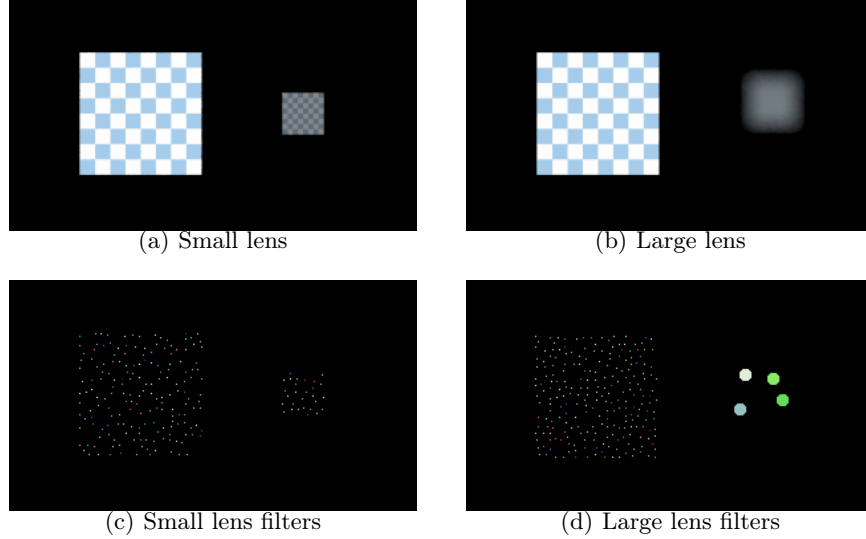 (a) Small lens
(b) Large lens
(c) Small lens filters
(d) Large lens filters